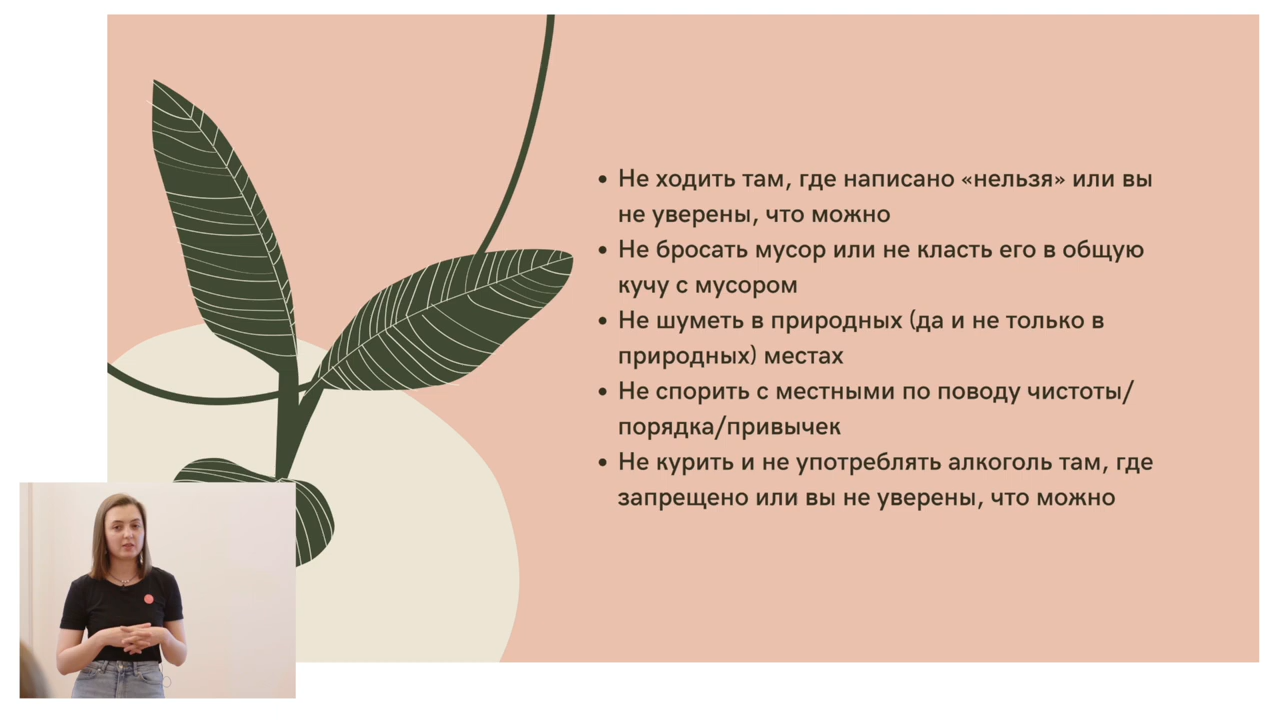 • Не ходить там, где написано «нельзя» или вы
не уверены, что можно
• Не бросать мусор или не класть его в общую
кучу с мусором
• Не шуметь в природных (да и не только в
природных) местах
• Не спорить с местными по поводу чистоты/
порядка/привычек
• Не курить и не употреблять алкоголь там, где
запрещено или вы не уверены, что можно